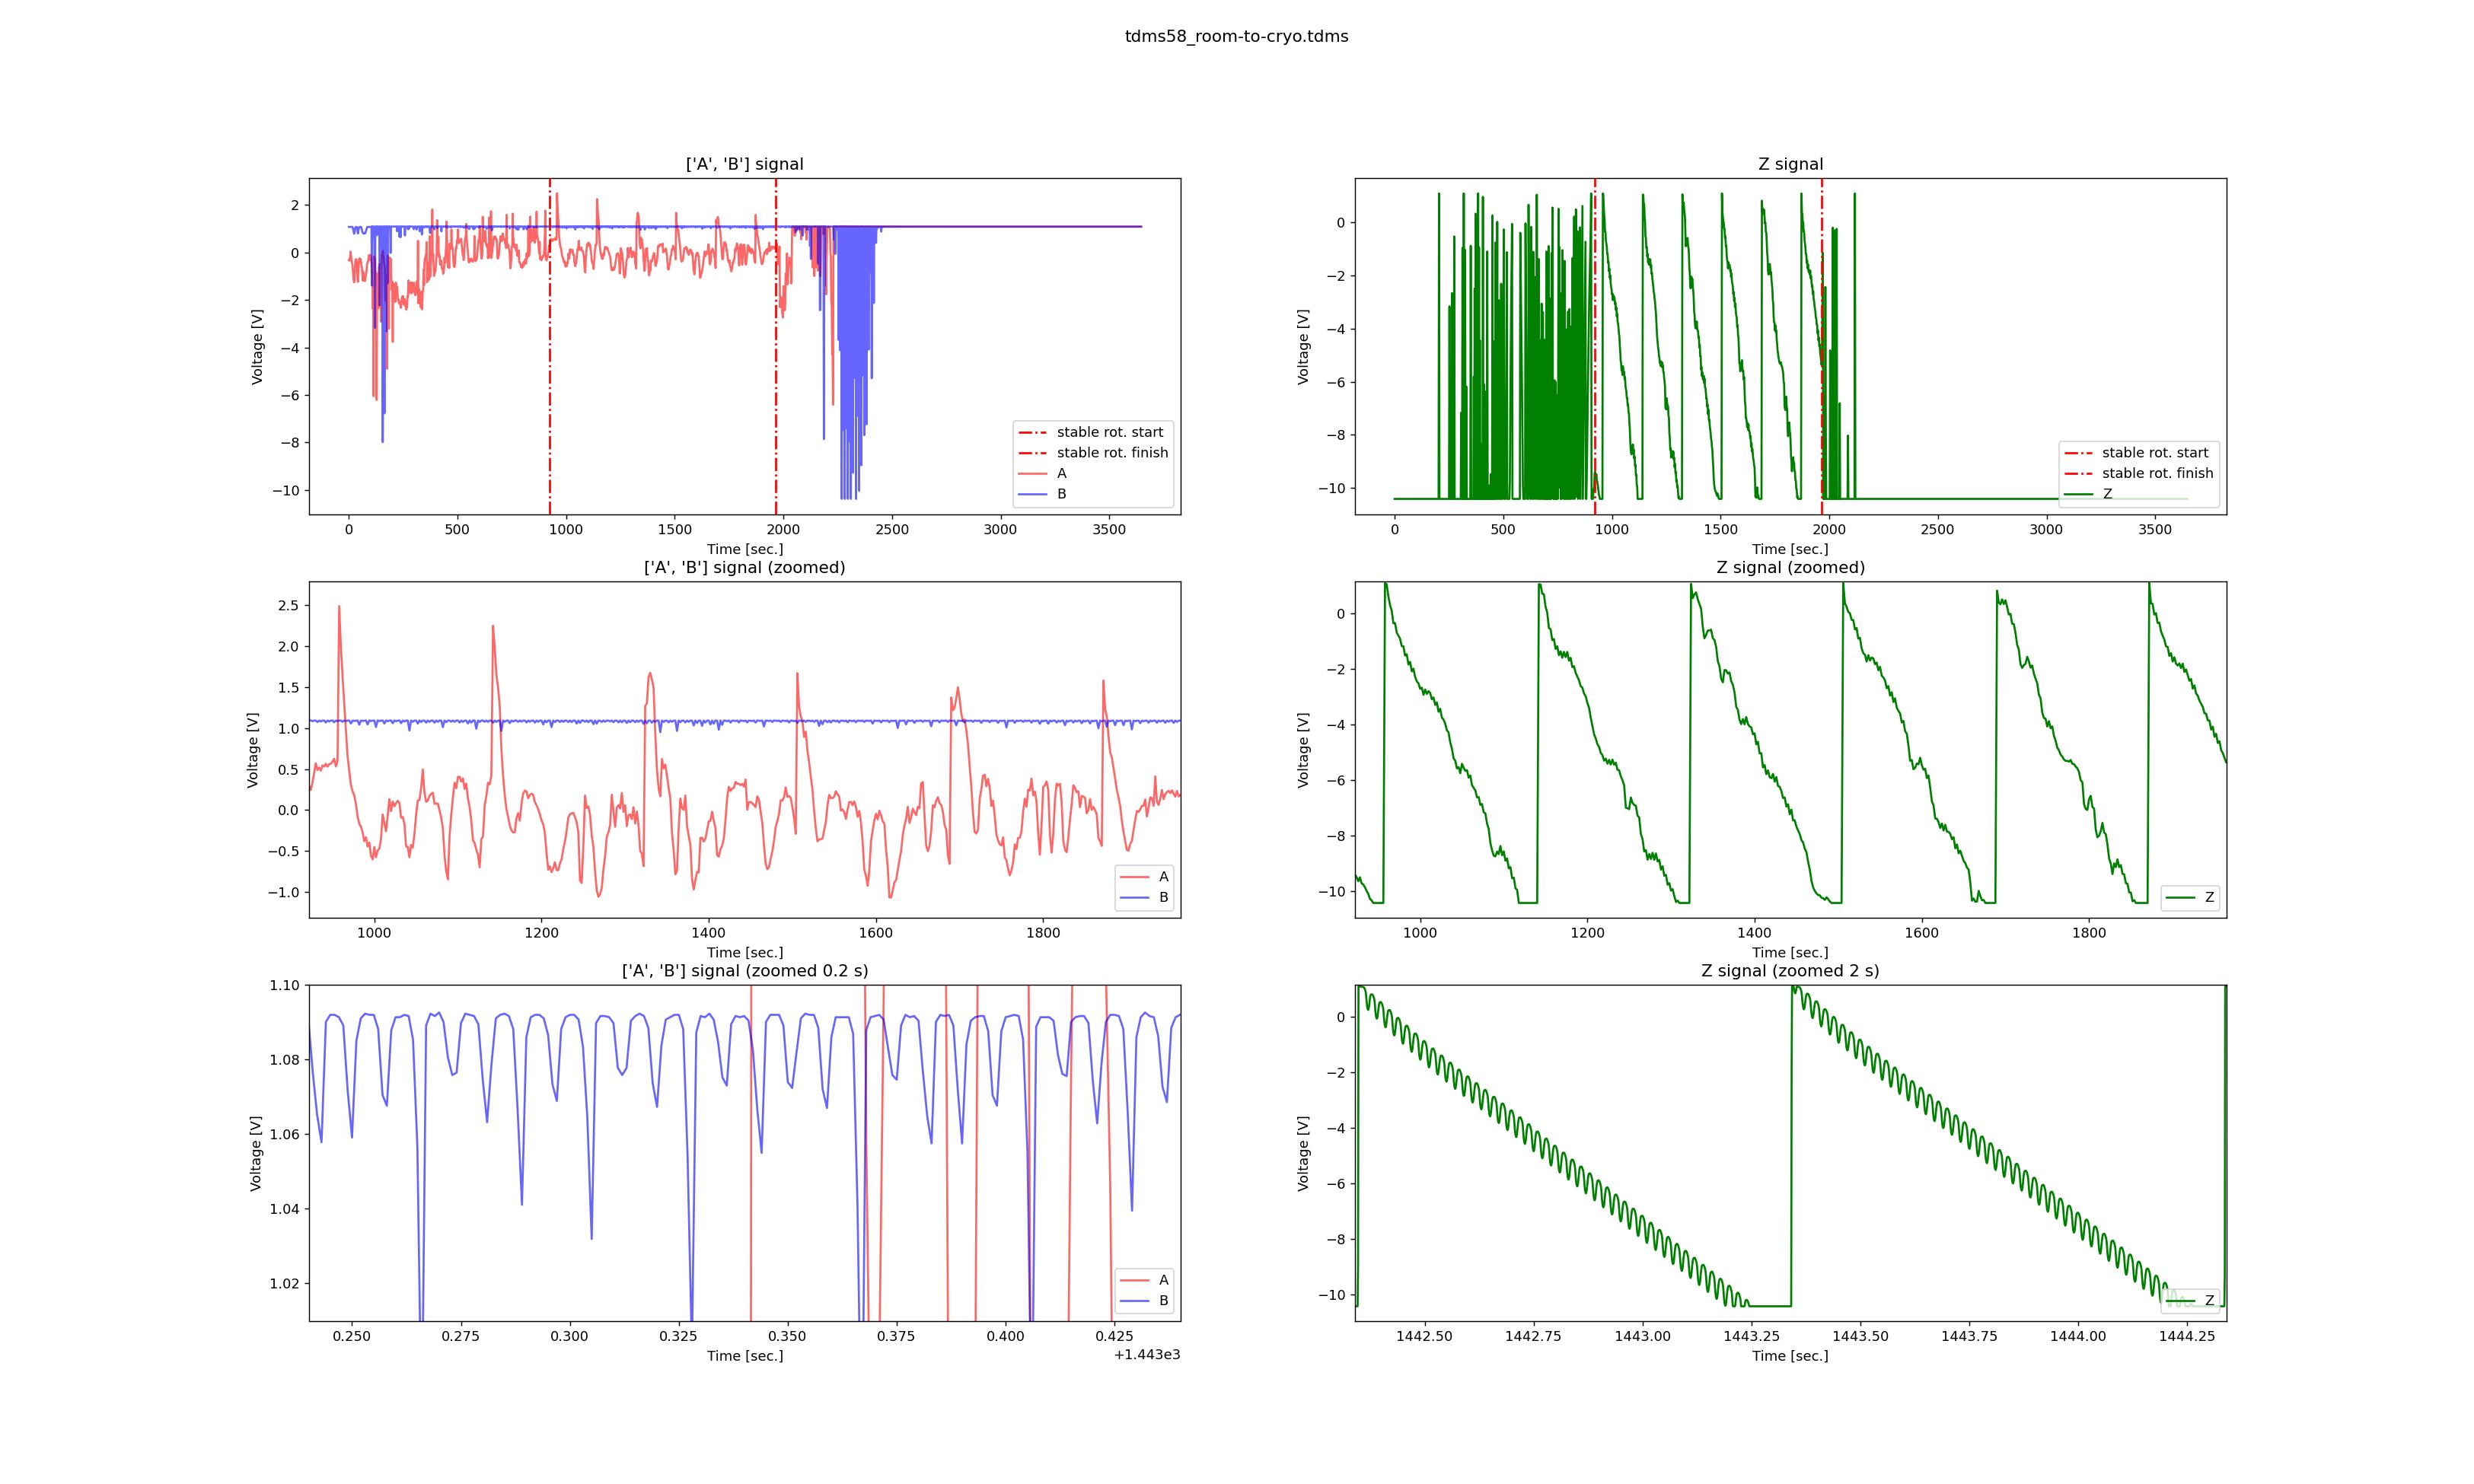 tdms58_room-to-cryo.tdms
['A', 'B'] signal
Voltage [V]
2
0
−2
−4
−6
−8
−10
stable rot. start
stable rot. finish
A
B
0 500 1000 1500 2000 2500 3000 3500
Time [sec.]
Z signal
Voltage [V]
0
−2
−4
−6
−8
−10
stable rot. start
stable rot. finish
Z
0 500 1000 1500 2000 2500 3000 3500
Time [sec.]
['A', 'B'] signal (zoomed)
Voltage [V]
2.5
2.0
1.5
1.0
0.5
0.0
−0.5
−1.0
A
B
1000 1200 1400 1600 1800
Time [sec.]
Z signal (zoomed)
Voltage [V]
0
−2
−4
−6
−8
−10
Z
1000 1200 1400 1600 1800
Time [sec.]
['A', 'B'] signal (zoomed 0.2 s)
Voltage [V]
1.10
1.08
1.06
1.04
1.02
A
B
0.250 0.275 0.300 0.325 0.350 0.375 0.400 0.425
Time [sec.]
+1.443e3
Z signal (zoomed 2 s)
Voltage [V]
0
−2
−4
−6
−8
−10
Z
1442.50 1442.75 1443.00 1443.25 1443.50 1443.75 1444.00 1444.25
Time [sec.]